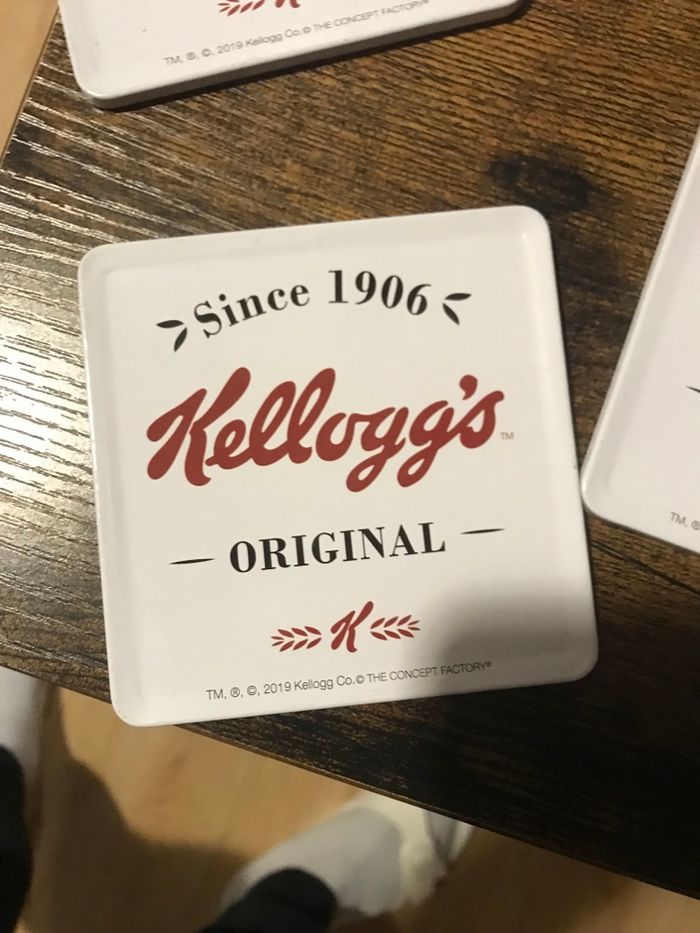 TM, ®, ©, 2019 Kellogg Co. © THE CONCEPT FACTORY®
Since 1906
Kellogg's™
ORIGINAL
K
TM, ®, ©, 2019 Kellogg Co. © THE CONCEPT FACTORY®
TM, ®